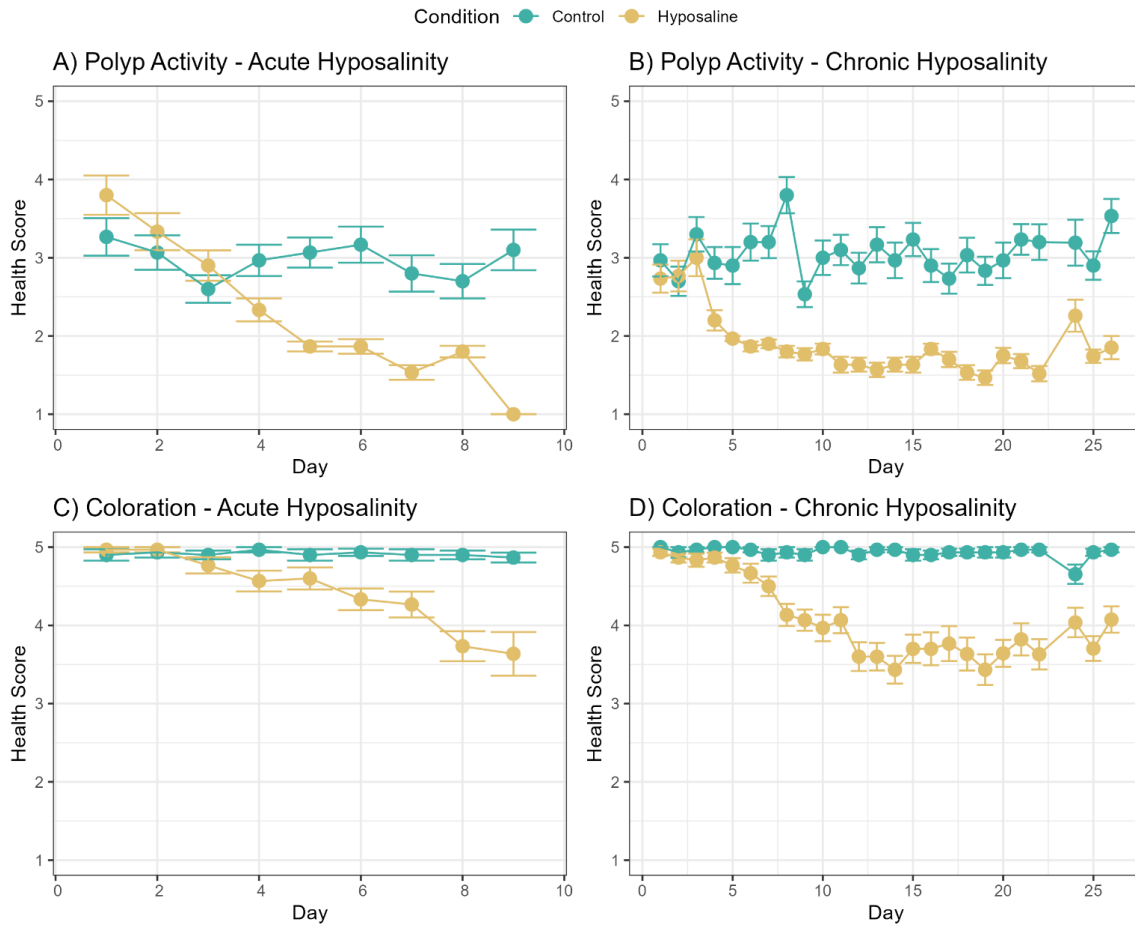 Condition Control Hyposaline
A) Polyp Activity - Acute Hyposalinity
5
4
3
2
1
Health Score
0 2 4 6 8 10
Day
B) Polyp Activity - Chronic Hyposalinity
5
4
3
2
1
Health Score
0 5 10 15 20 25
Day
C) Coloration - Acute Hyposalinity
5
4
3
2
1
Health Score
0 2 4 6 8 10
Day
D) Coloration - Chronic Hyposalinity
5
4
3
2
1
Health Score
0 5 10 15 20 25
Day